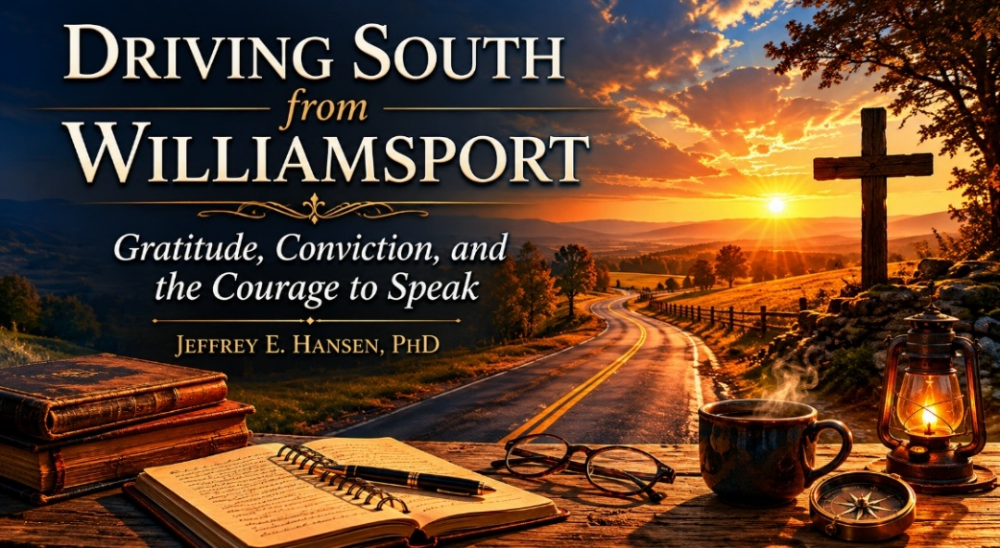 DRIVING SOUTH
from
WILLIAMSPORT
Gratitude, Conviction, and
the Courage to Speak
JEFFREY E. HANSEN, PHD